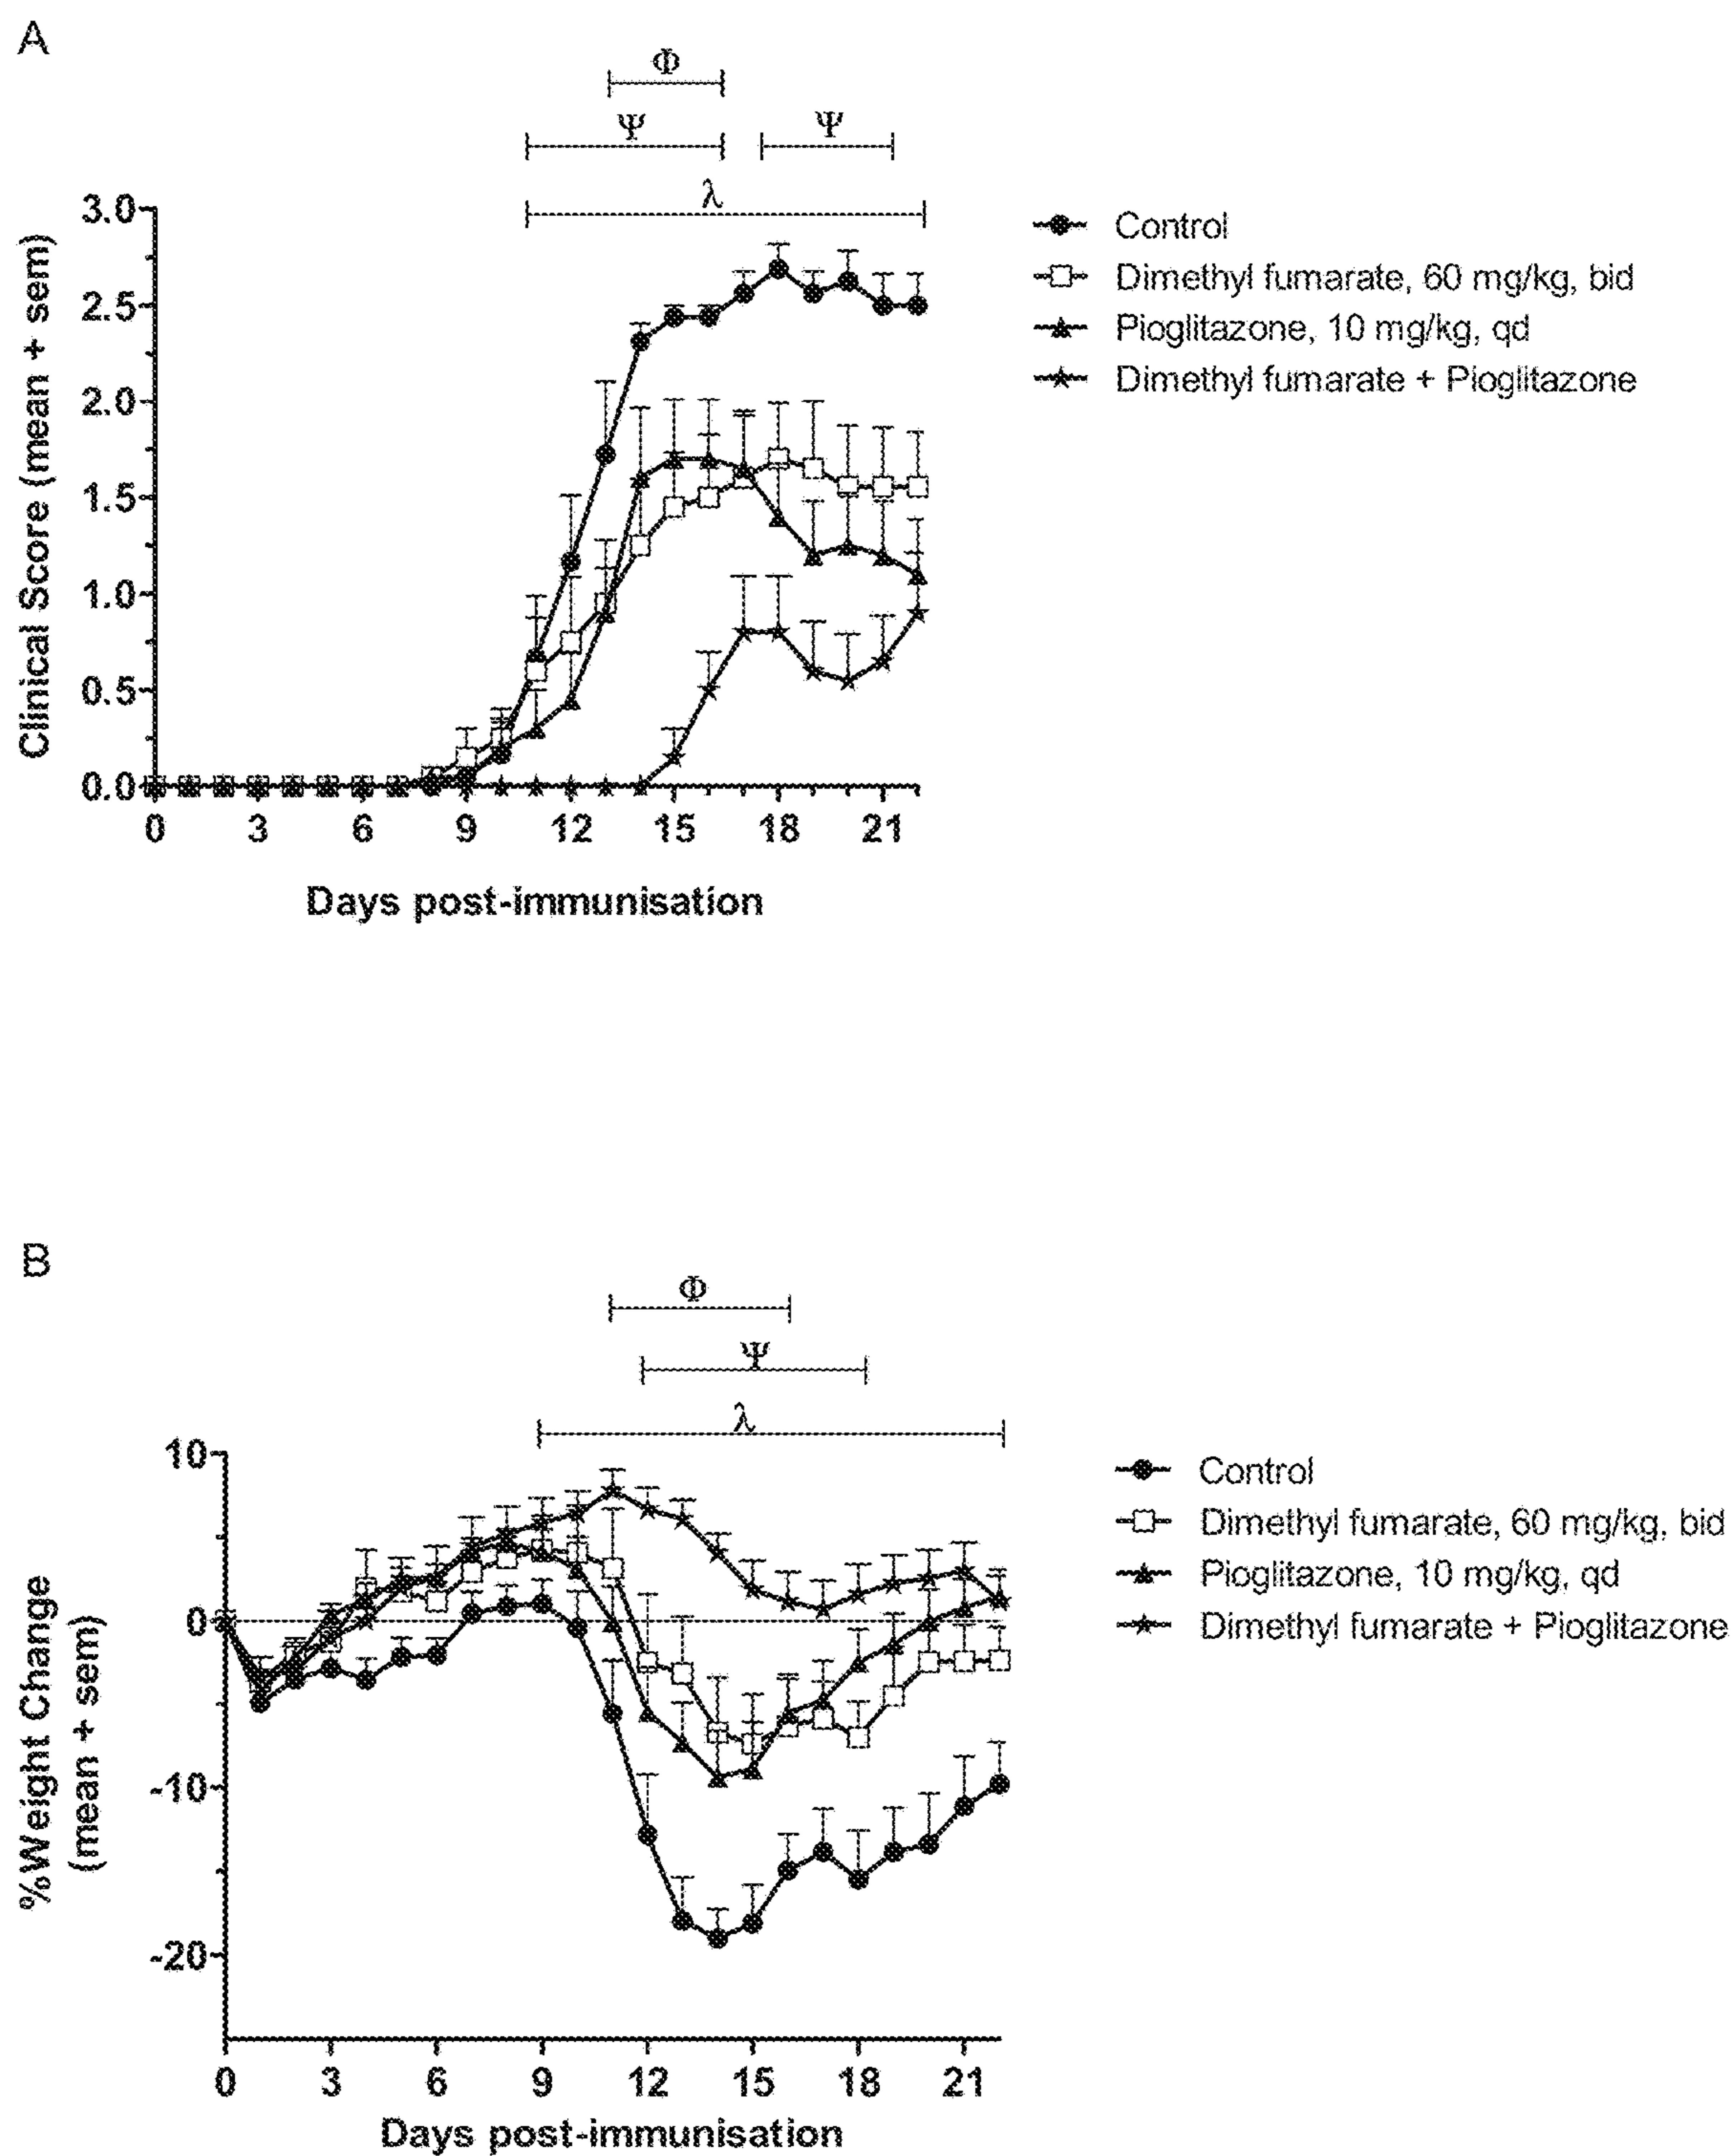 A
Φ
Ψ Ψ
λ
3.0
2.5
2.0
1.5
1.0
0.5
0.0
Clinical Score (mean + sem)
0 3 6 9 12 15 18 21
Days post-immunisation
Control
Dimethyl fumarate, 60 mg/kg, bid
Pioglitazone, 10 mg/kg, qd
Dimethyl fumarate + Pioglitazone
B
Φ
Ψ
λ
10
0
-10
-20
%Weight Change
(mean + sem)
0 3 6 9 12 15 18 21
Days post-immunisation
Control
Dimethyl fumarate, 60 mg/kg, bid
Pioglitazone, 10 mg/kg, qd
Dimethyl fumarate + Pioglitazone